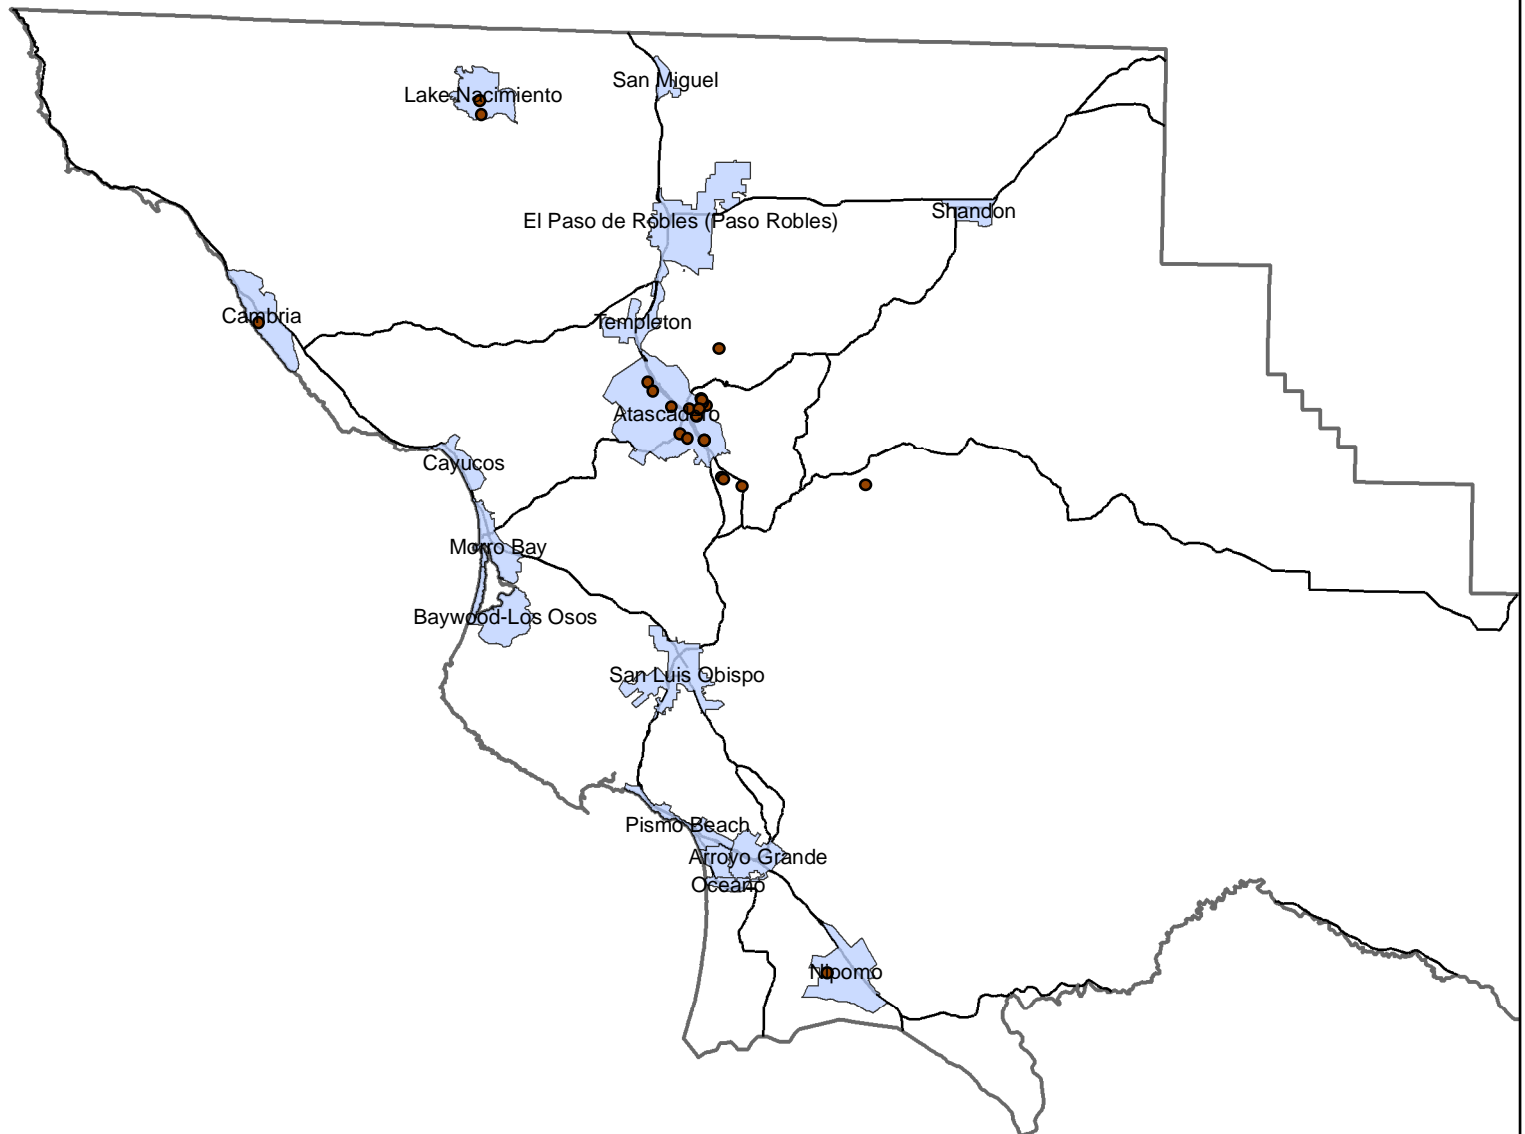 San Miguel
Lake Nacimiento
Shandon
El Paso de Robles (Paso Robles)
Cambria
Templeton
Atascadero
Cayucos
Morro Bay
Baywood-Los Osos
San Luis Obispo
Pismo Beach
Arroyo Grande
Oceano
Nipomo